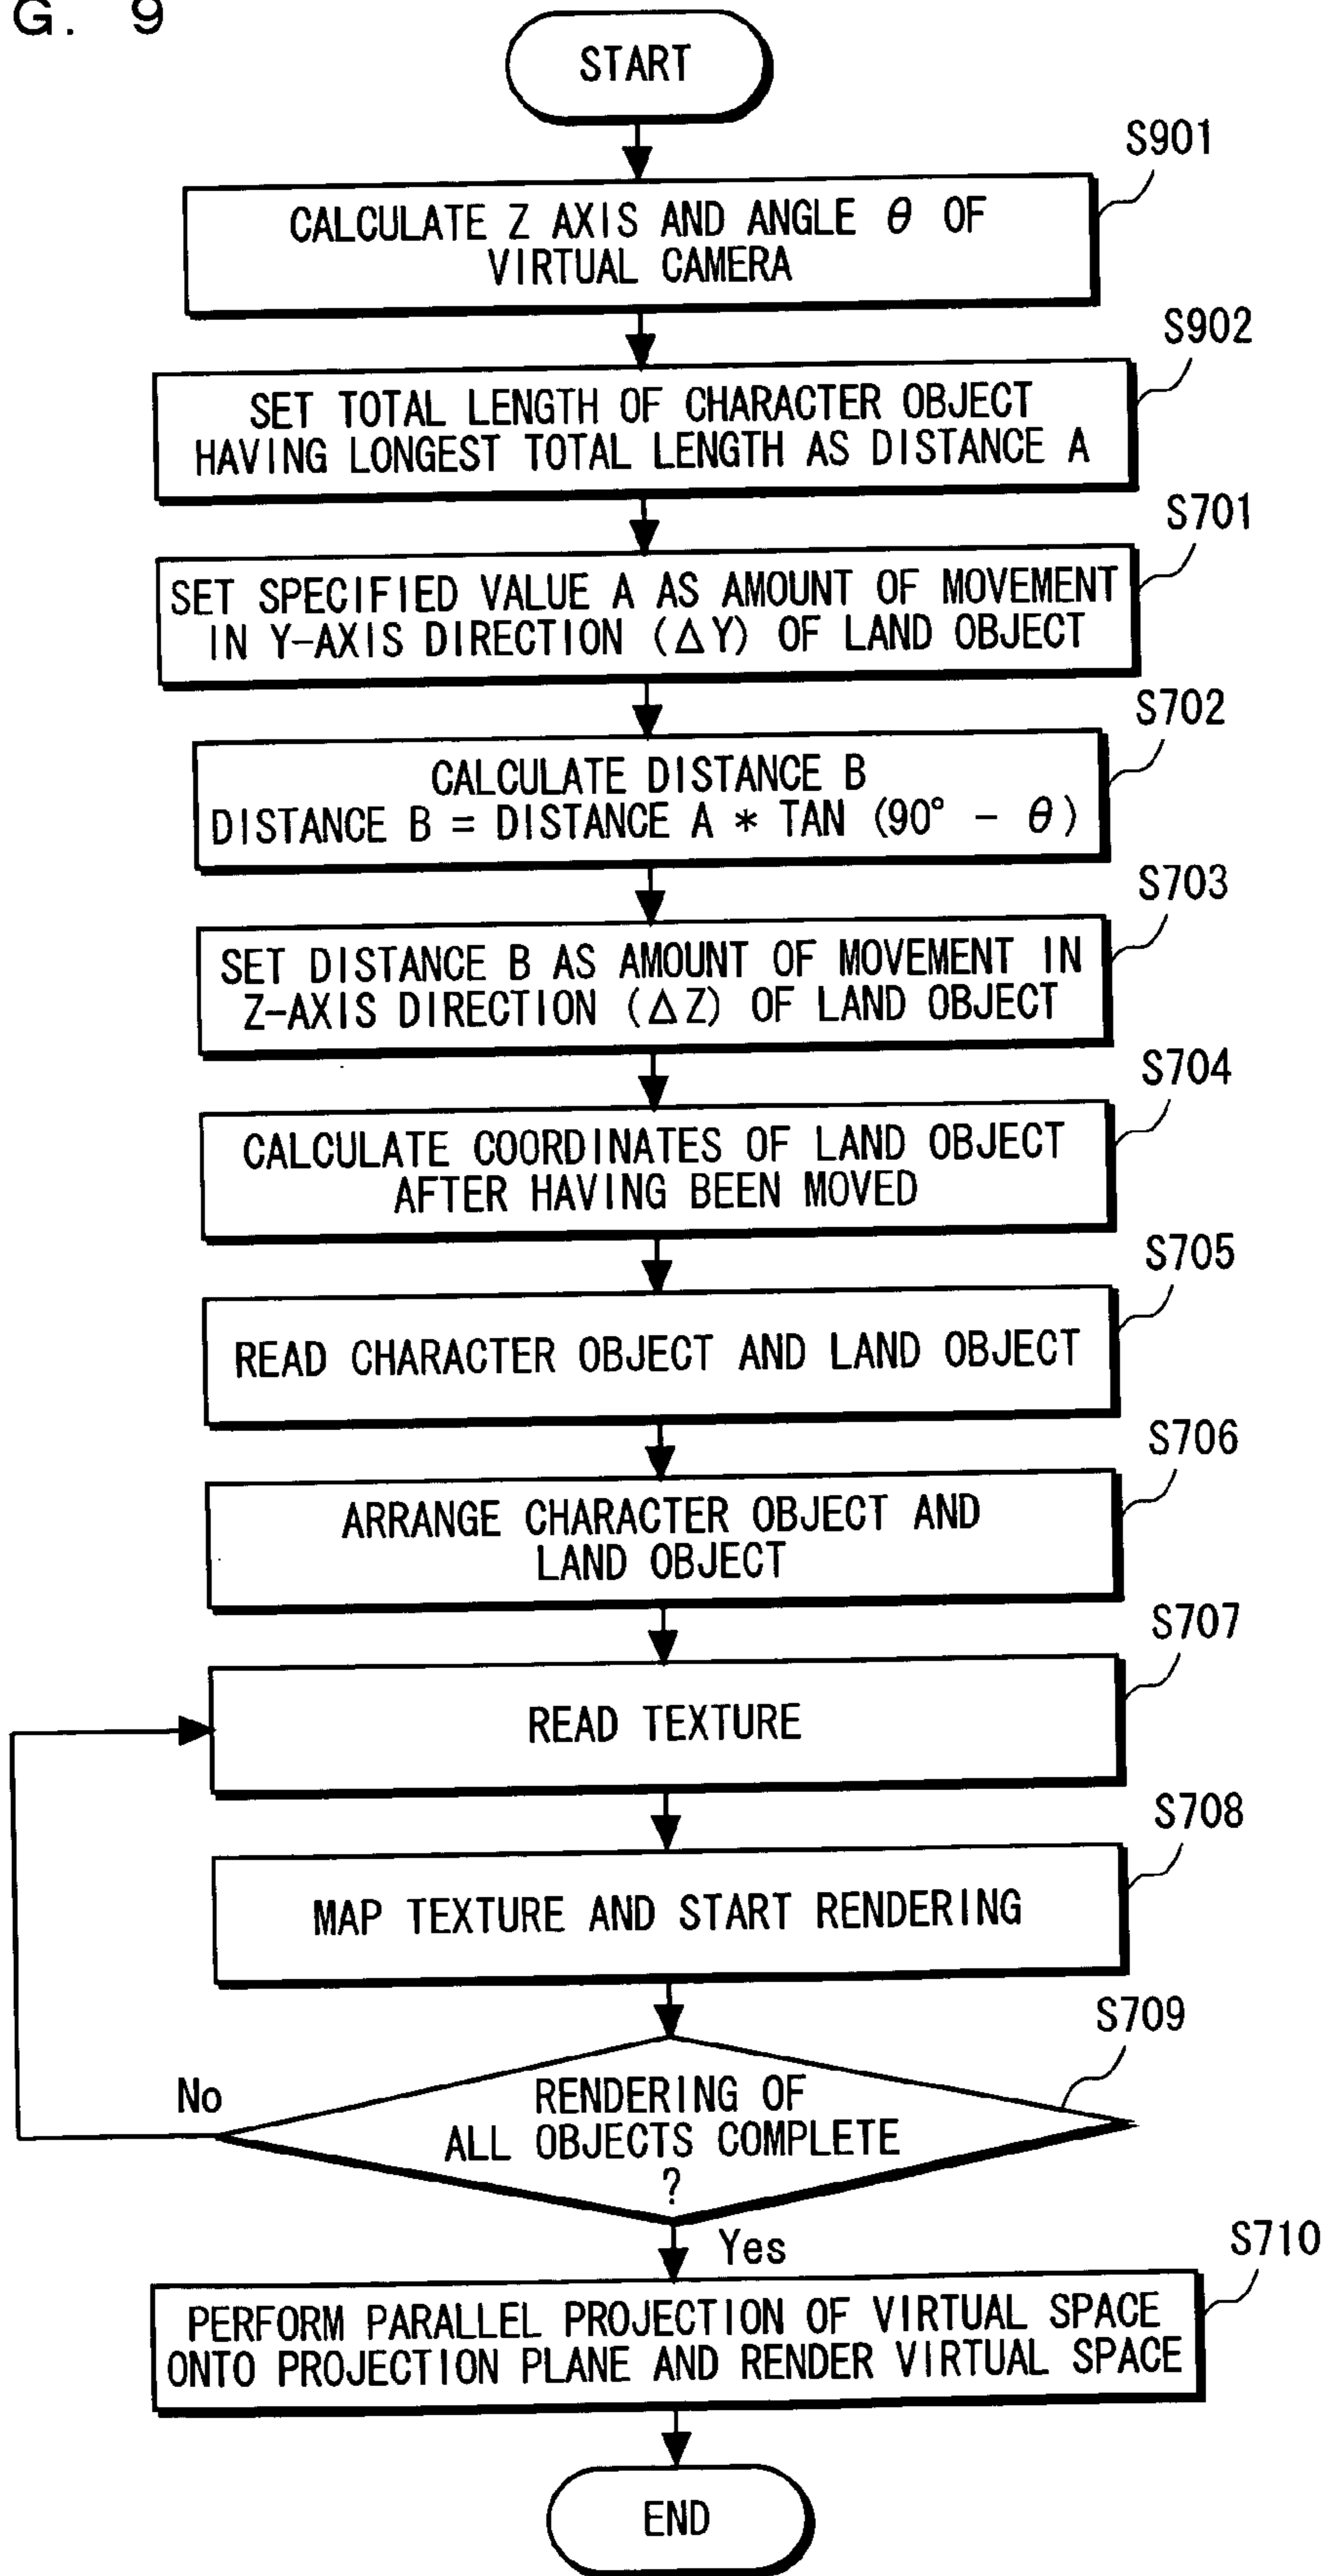 G. 9
START
S901
CALCULATE Z AXIS AND ANGLE θ OF
VIRTUAL CAMERA
S902
SET TOTAL LENGTH OF CHARACTER OBJECT
HAVING LONGEST TOTAL LENGTH AS DISTANCE A
S701
SET SPECIFIED VALUE A AS AMOUNT OF MOVEMENT
IN Y-AXIS DIRECTION (△Y) OF LAND OBJECT
S702
CALCULATE DISTANCE B
DISTANCE B = DISTANCE A * TAN (90° - θ)
S703
SET DISTANCE B AS AMOUNT OF MOVEMENT IN
Z-AXIS DIRECTION (△Z) OF LAND OBJECT
S704
CALCULATE COORDINATES OF LAND OBJECT
AFTER HAVING BEEN MOVED
S705
READ CHARACTER OBJECT AND LAND OBJECT
S706
ARRANGE CHARACTER OBJECT AND
LAND OBJECT
S707
READ TEXTURE
S708
MAP TEXTURE AND START RENDERING
S709
No
RENDERING OF
ALL OBJECTS COMPLETE
?
Yes
S710
PERFORM PARALLEL PROJECTION OF VIRTUAL SPACE
ONTO PROJECTION PLANE AND RENDER VIRTUAL SPACE
END